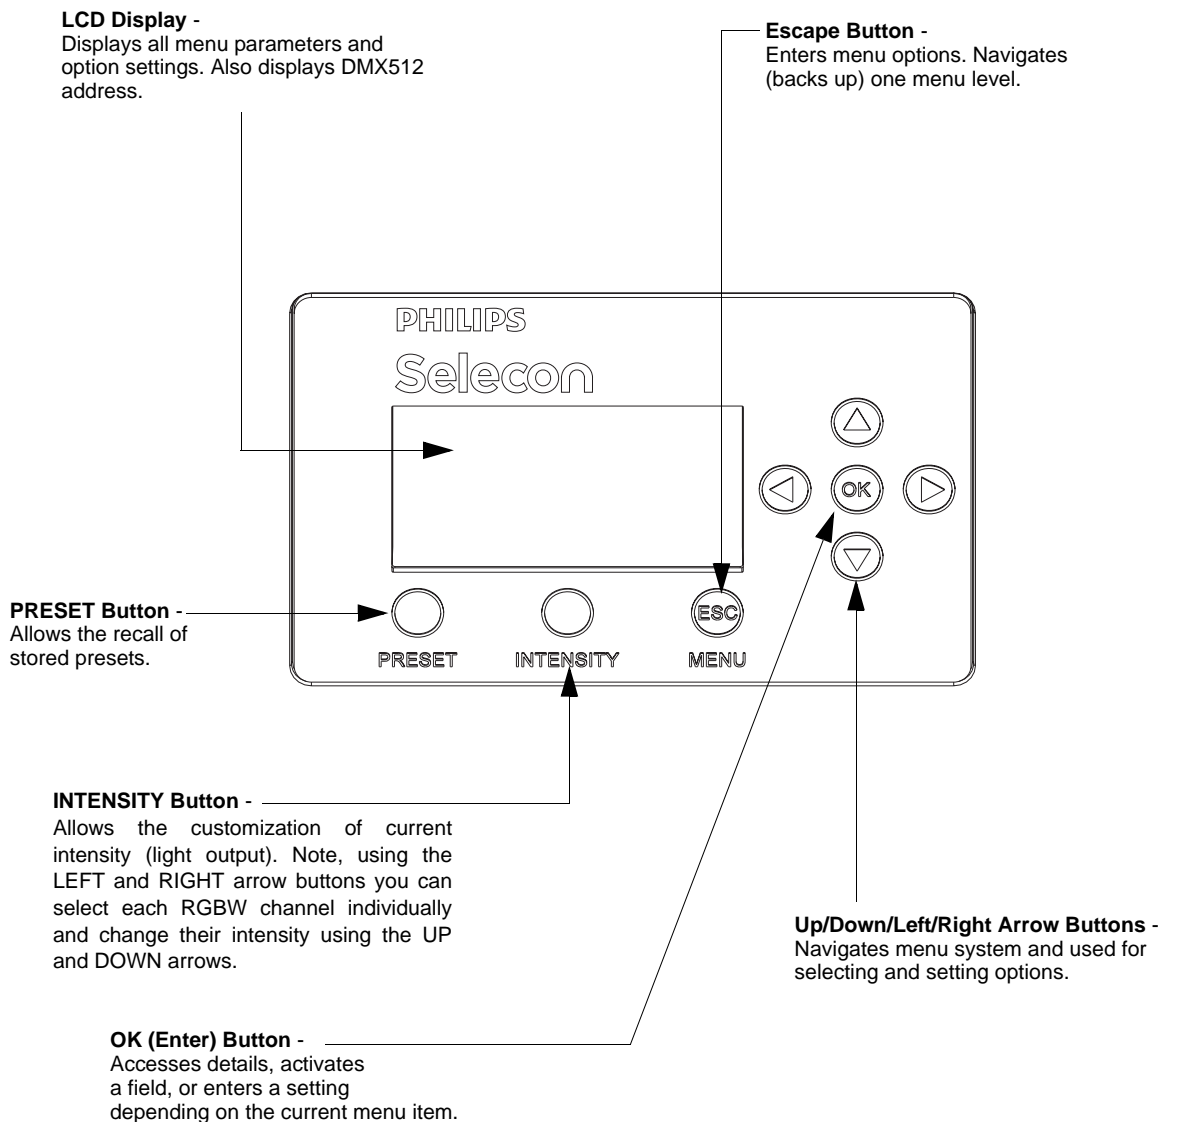 LCD Display -
Displays all menu parameters and
option settings. Also displays DMX512
address.
Escape Button -
Enters menu options. Navigates
(backs up) one menu level.
PHILIPS
Selecon
OK
ESC
PRESET
INTENSITY
MENU
PRESET Button -
Allows the recall of
stored presets.
INTENSITY Button -
Allows the customization of current
intensity (light output). Note, using the
LEFT and RIGHT arrow buttons you can
select each RGBW channel individually
and change their intensity using the UP
and DOWN arrows.
Up/Down/Left/Right Arrow Buttons -
Navigates menu system and used for
selecting and setting options.
OK (Enter) Button -
Accesses details, activates
a field, or enters a setting
depending on the current menu item.